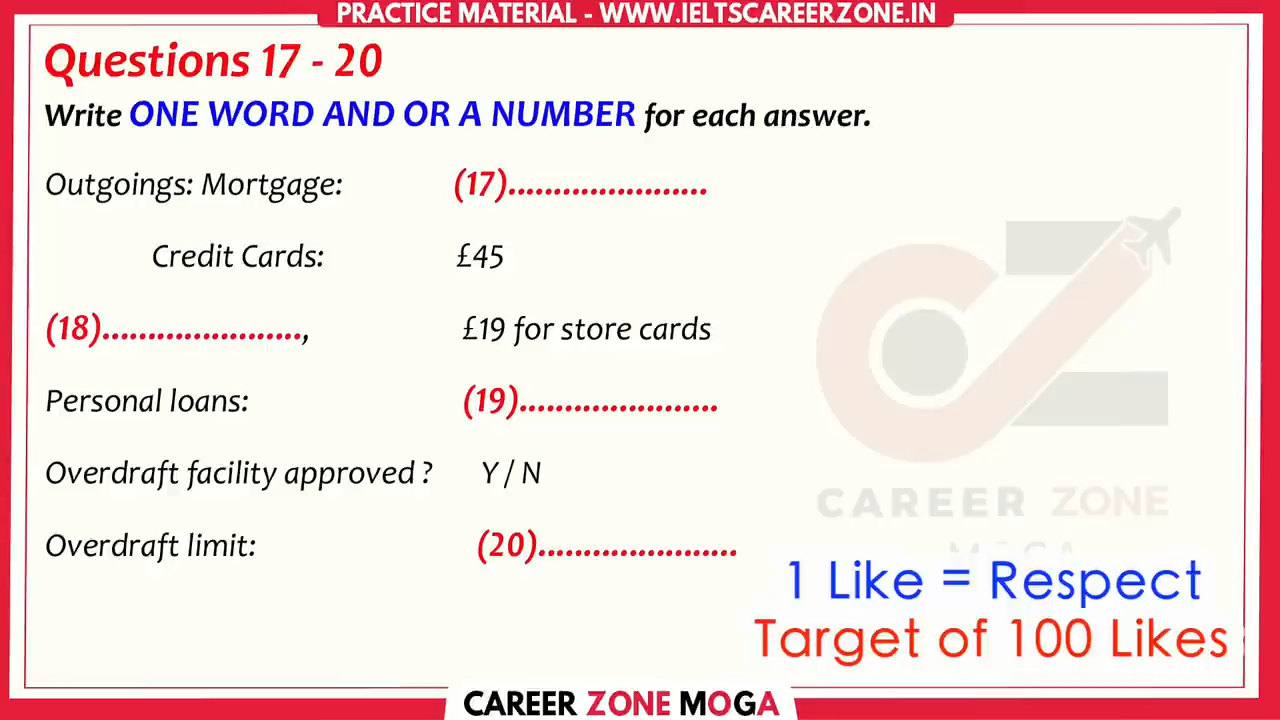 PRACTICE MATERIAL - WWW.IELTSCAREERZONE.IN
Questions 17 - 20
Write ONE WORD AND OR A NUMBER for each answer.
Outgoings: Mortgage: (17)......................
Credit Cards: £45
(18)......................, £19 for store cards
Personal loans: (19)......................
Overdraft facility approved ? Y / N
Overdraft limit: (20)......................
CAREER ZONE
MOGA
1 Like = Respect
Target of 100 Likes
CAREER ZONE MOGA